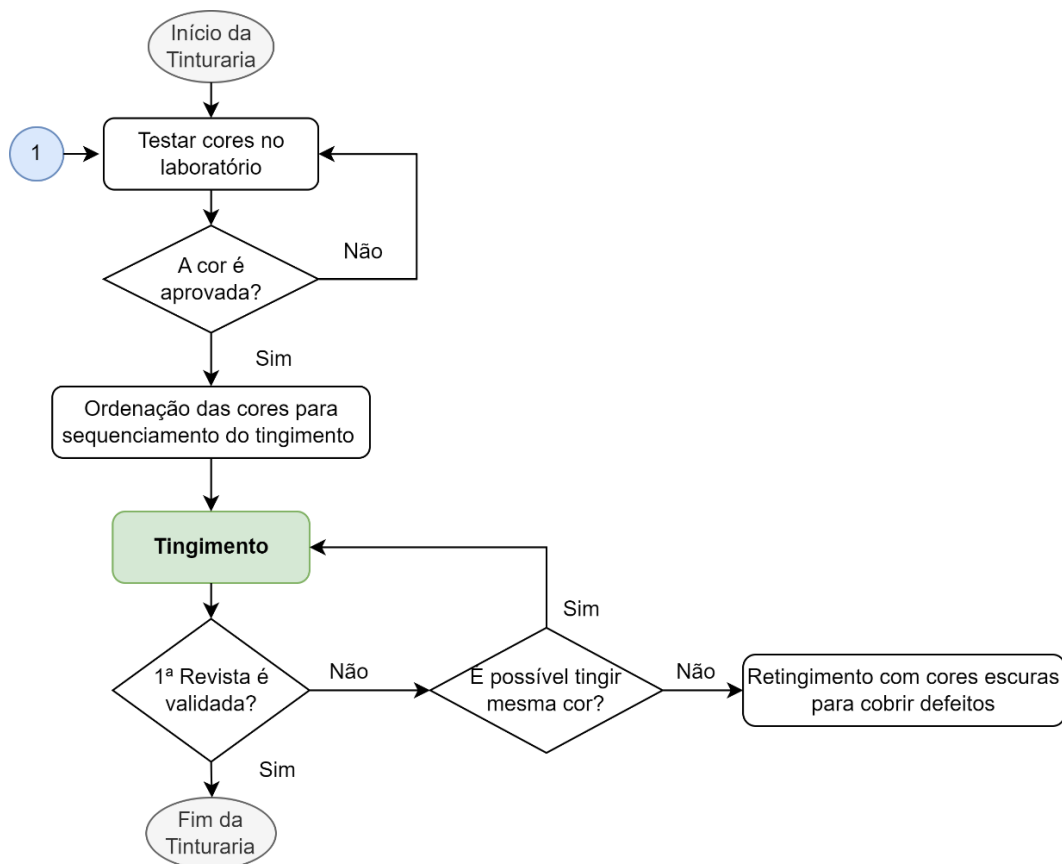 Início da
Tinturaria
1
Testar cores no
laboratório
Não
A cor é
aprovada?
Sim
Ordenação das cores para
sequenciamento do tingimento
Tingimento
Sim
1ª Revista é
validada?
Não
É possível tingir
mesma cor?
Não
Retingimento com cores escuras
para cobrir defeitos
Sim
Fim da
Tinturaria